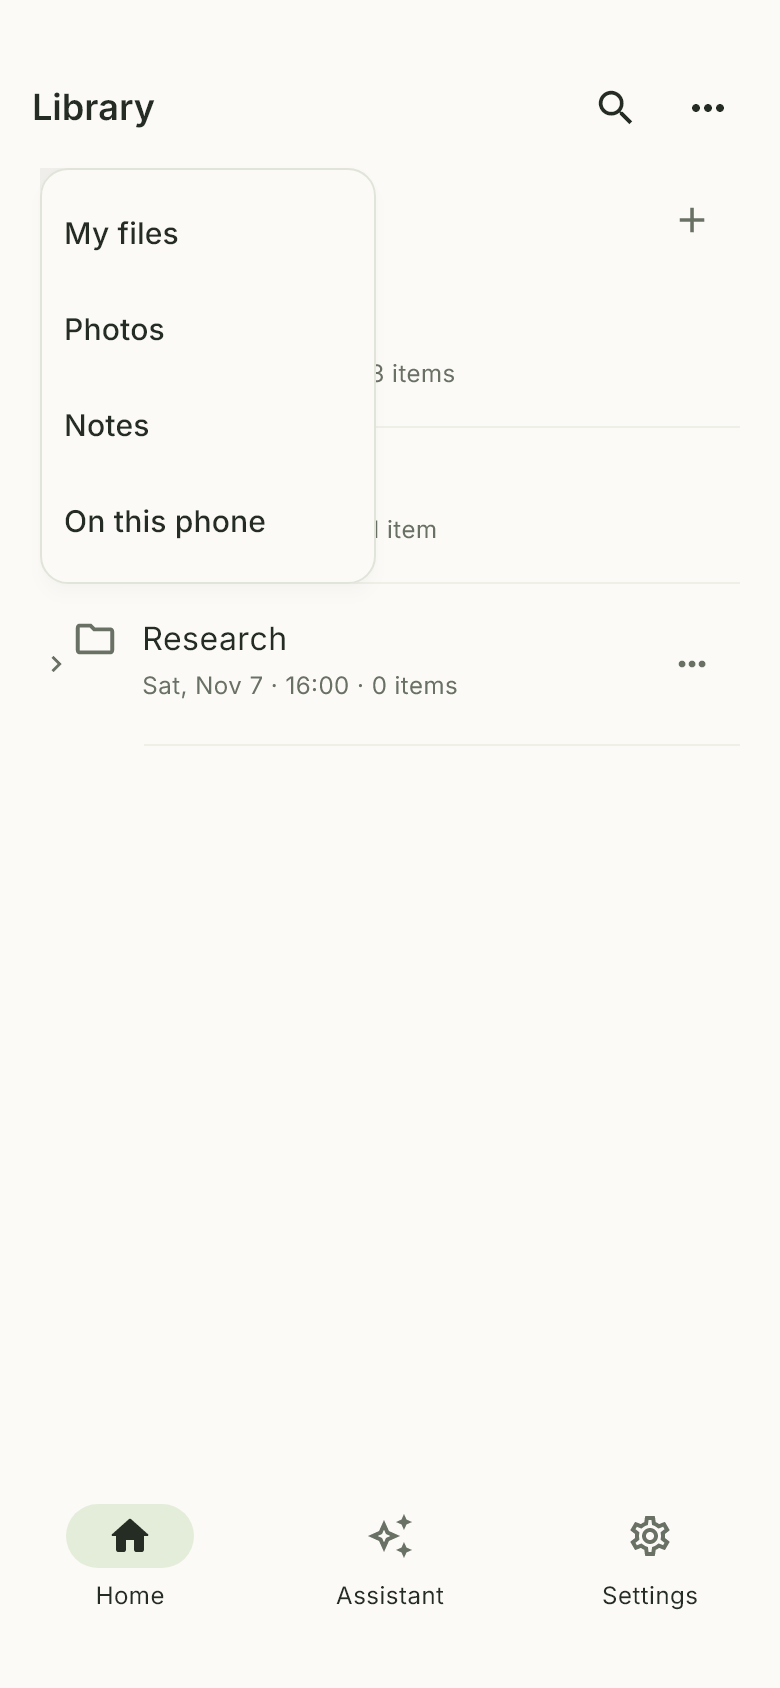 Library
My files
Photos
items
Notes
On this phone
item
Research
Sat, Nov 7 · 16:00 · 0 items
Home
Assistant
Settings